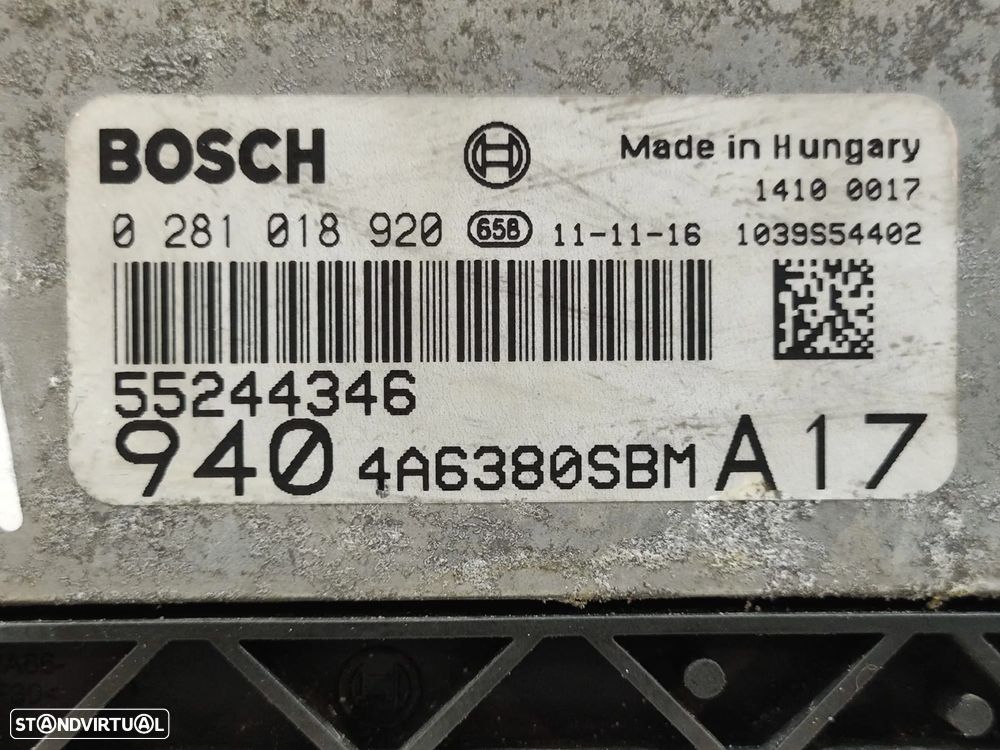 BOSCH
Made in Hungary
1410 0017
0 281 018 920 658 11-11-16 1039S54402
55244346
940 4A6380SBM A17
STANDVIRTUAL